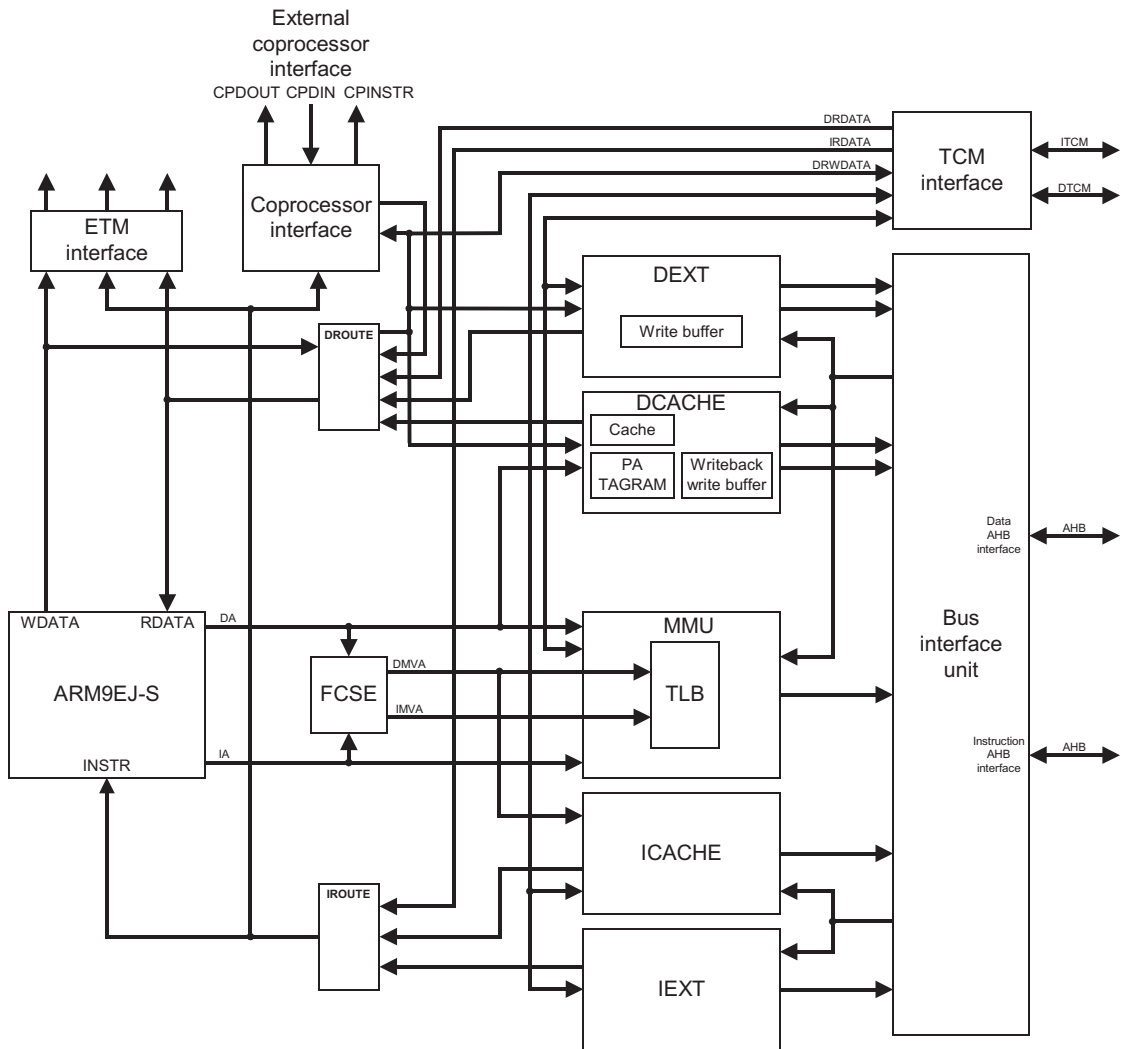 External
coprocessor
interface
CPDOUT CPDIN CPINSTR
DRDATA
IRDATA
DRWDATA
TCM
interface
ITCM
DTCM
ETM
interface
Coprocessor
interface
DEXT
Write buffer
DROUTE
DCACHE
Cache
PA
TAGRAM
Writeback
write buffer
Data
AHB
interface
AHB
WDATA
RDATA
DA
ARM9EJ-S
INSTR
IA
FCSE
DMVA
IMVA
MMU
TLB
Bus
interface
unit
Instruction
AHB
interface
AHB
ICACHE
IROUTE
IEXT